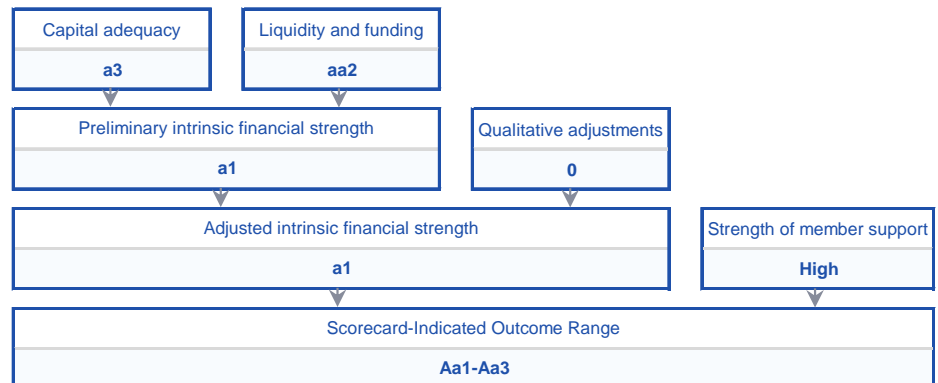 Capital adequacy
a3
Liquidity and funding
aa2
Preliminary intrinsic financial strength
a1
Qualitative adjustments
0
Adjusted intrinsic financial strength
a1
Strength of member support
High
Scorecard-Indicated Outcome Range
Aa1-Aa3